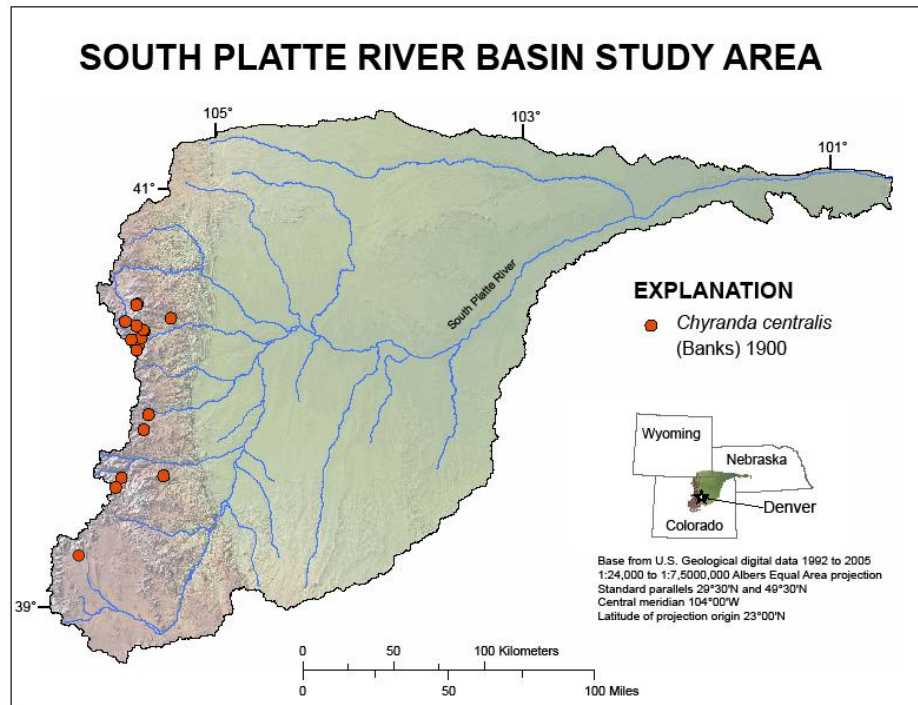 SOUTH PLATTE RIVER BASIN STUDY AREA
105°
103°
101°
41°
South Platte River
EXPLANATION
Chyranda centralis
(Banks) 1900
Wyoming
Nebraska
Denver
Colorado
Base from U.S. Geological digital data 1992 to 2005
1:24,000 to 1:7,5000,000 Albers Equal Area projection
Standard parallels 29°30'N and 49°30'N
Central meridian 104°00'W
Latitude of projection origin 23°00'N
39°
0 50 100 Kilometers
0 50 100 Miles